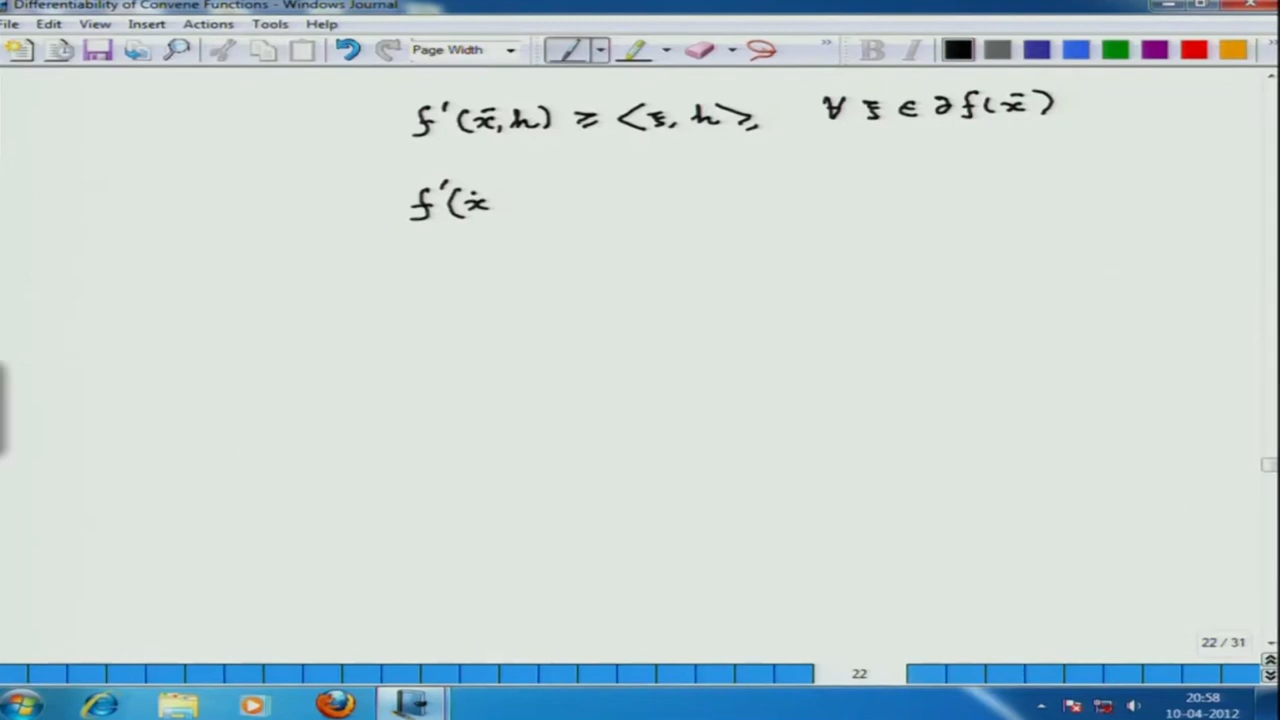 Differentiability of Convene Functions - Windows Journal
File Edit View Insert Actions Tools Help
Page Width
B I
f'(x̄, h) ≥ <ξ, h>, ∀ ξ ∈ ∂f(x̄)
f'(ẋ
22 / 31
22
20:58
10-04-2012